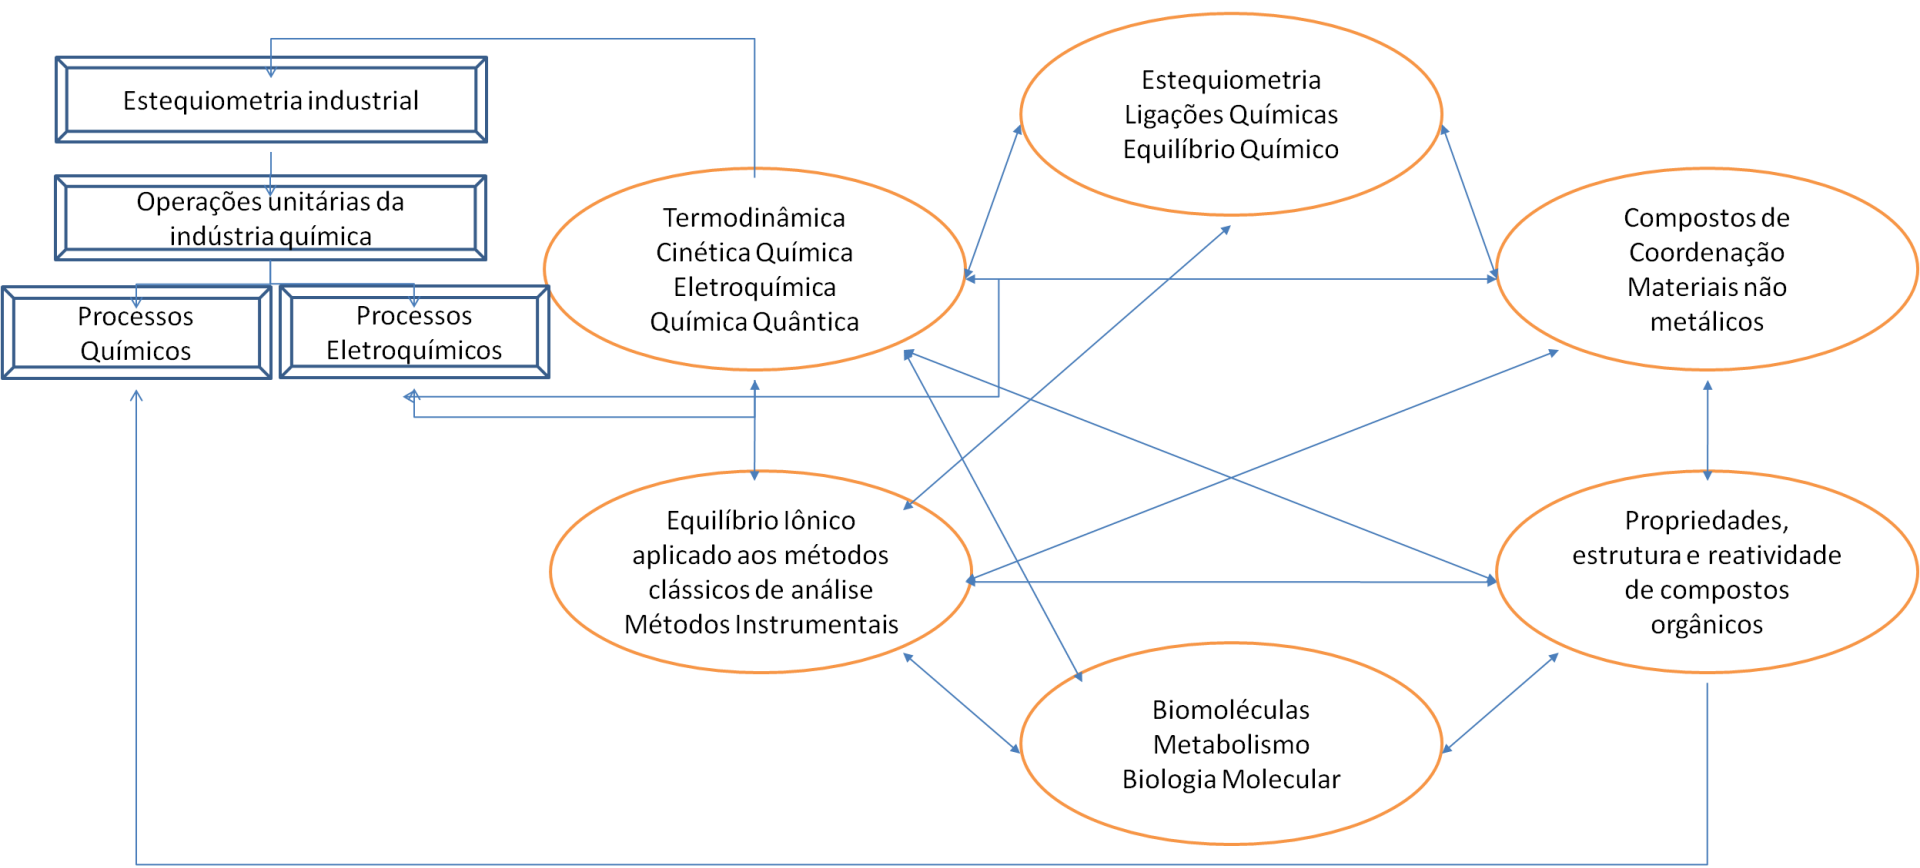 Estequiometria industrial
Operações unitárias da
indústria química
Processos
Químicos
Processos
Eletroquímicos
Termodinâmica
Cinética Química
Eletroquímica
Química Quântica
Estequiometria
Ligações Químicas
Equilíbrio Químico
Compostos de
Coordenação
Materiais não
metálicos
Equilíbrio Iônico
aplicado aos métodos
clássicos de análise
Métodos Instrumentais
Propriedades,
estrutura e reatividade
de compostos
orgânicos
Biomoléculas
Metabolismo
Biologia Molecular